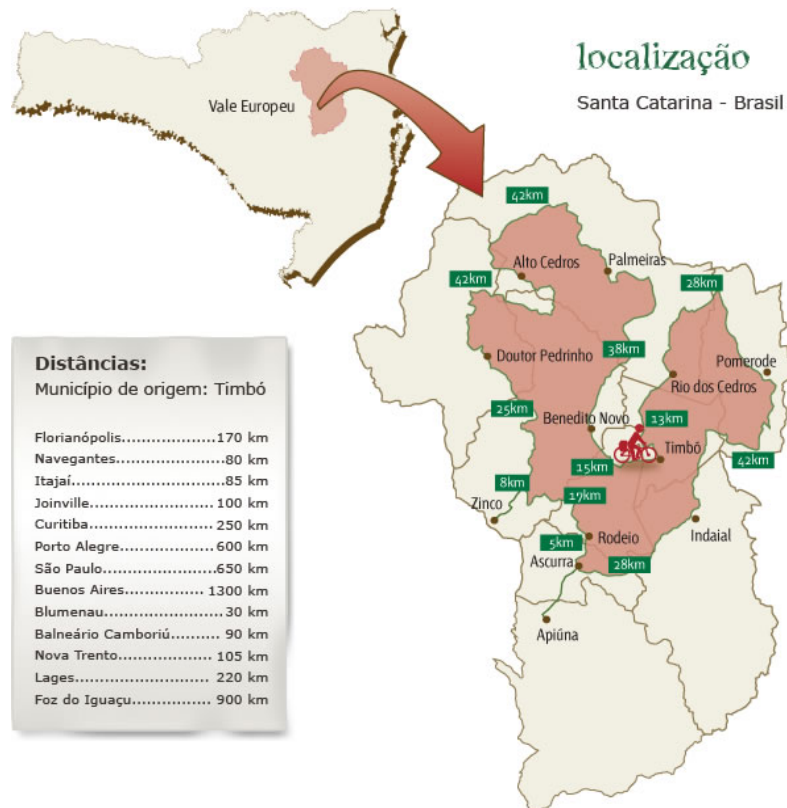 localização
Santa Catarina - Brasil
Vale Europeu
42km
Alto Cedros
Palmeiras
42km
28km
Doutor Pedrinho
38km
Pomerode
Rio dos Cedros
25km
Benedito Novo
13km
Timbó
15km
42km
8km
17km
Zinco
Indaial
5km
Rodeio
Ascurra
28km
Apiúna
Distâncias:
Município de origem: Timbó
Florianópolis................170 km
Navegantes...................80 km
Itajaí...........................85 km
Joinville......................100 km
Curitiba......................250 km
Porto Alegre................600 km
São Paulo...................650 km
Buenos Aires..............1300 km
Blumenau....................30 km
Balneário Camboriú........ 90 km
Nova Trento................ 105 km
Lages......................... 220 km
Foz do Iguaçu.............. 900 km